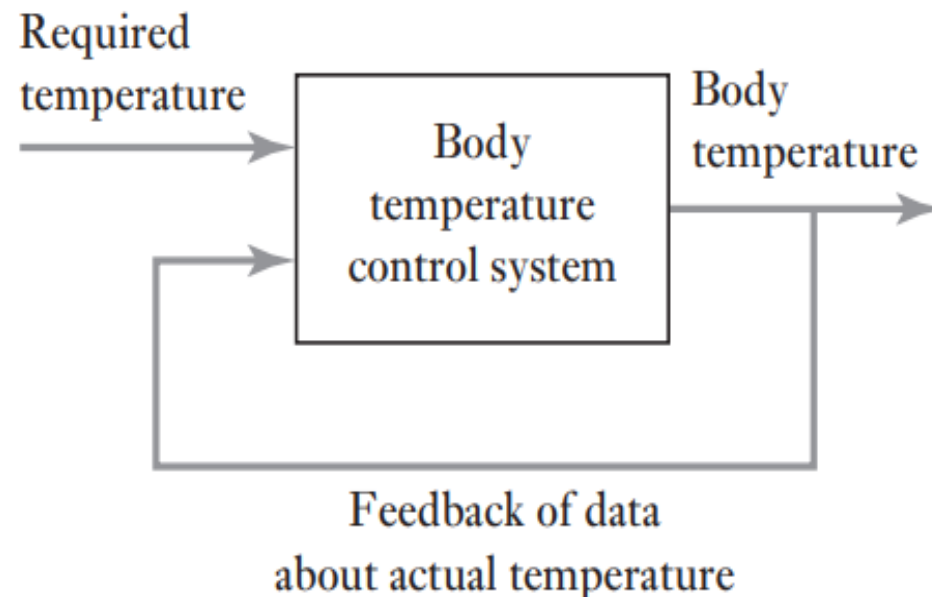 Required
temperature
Body
temperature
control system
Body
temperature
Feedback of data
about actual temperature